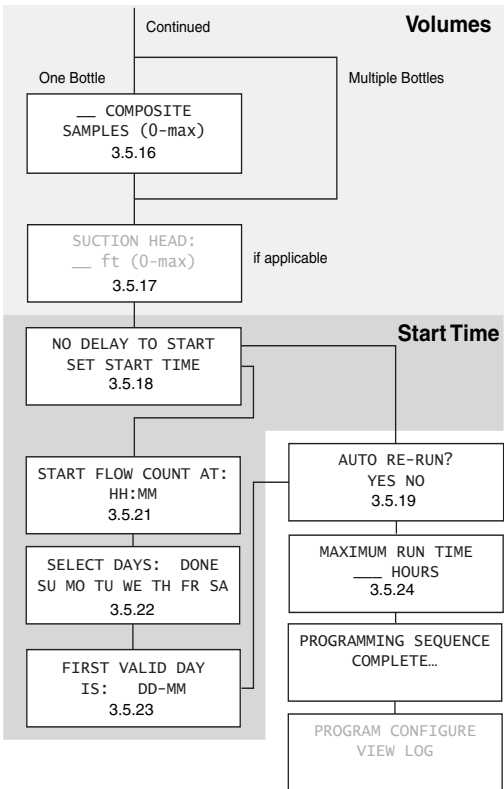 Continued
Volumes
One Bottle
Multiple Bottles
__ COMPOSITE
SAMPLES (0-max)
3.5.16
SUCTION HEAD:
__ ft (0-max)
3.5.17
if applicable
Start Time
NO DELAY TO START
SET START TIME
3.5.18
START FLOW COUNT AT:
HH:MM
3.5.21
SELECT DAYS: DONE
SU MO TU WE TH FR SA
3.5.22
FIRST VALID DAY
IS: DD-MM
3.5.23
AUTO RE-RUN?
YES NO
3.5.19
MAXIMUM RUN TIME
___ HOURS
3.5.24
PROGRAMMING SEQUENCE
COMPLETE…
PROGRAM CONFIGURE
VIEW LOG